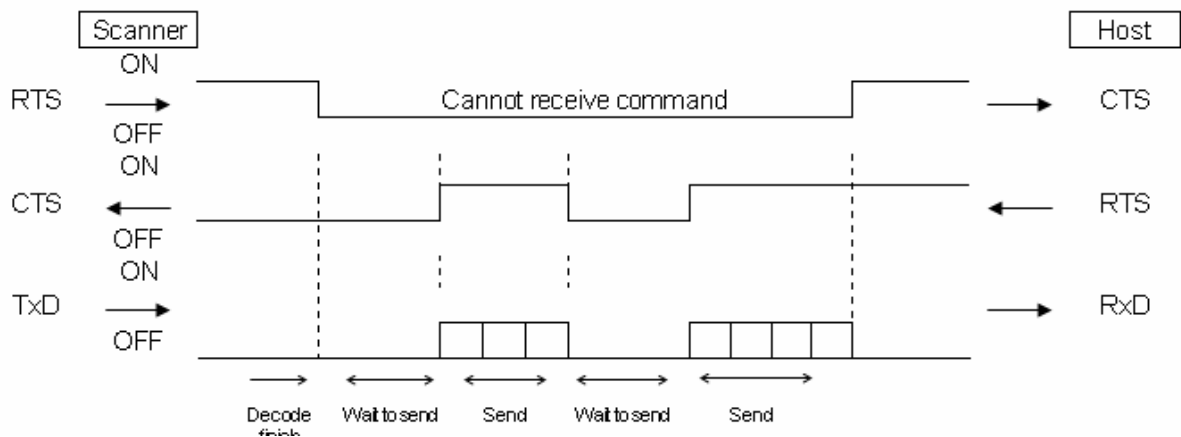 Scanner
Host
ON
RTS
Cannot receive command
CTS
OFF
ON
CTS
RTS
OFF
ON
TxD
RxD
OFF
Decode
Wait to send
Send
Wait to send
Send
finish